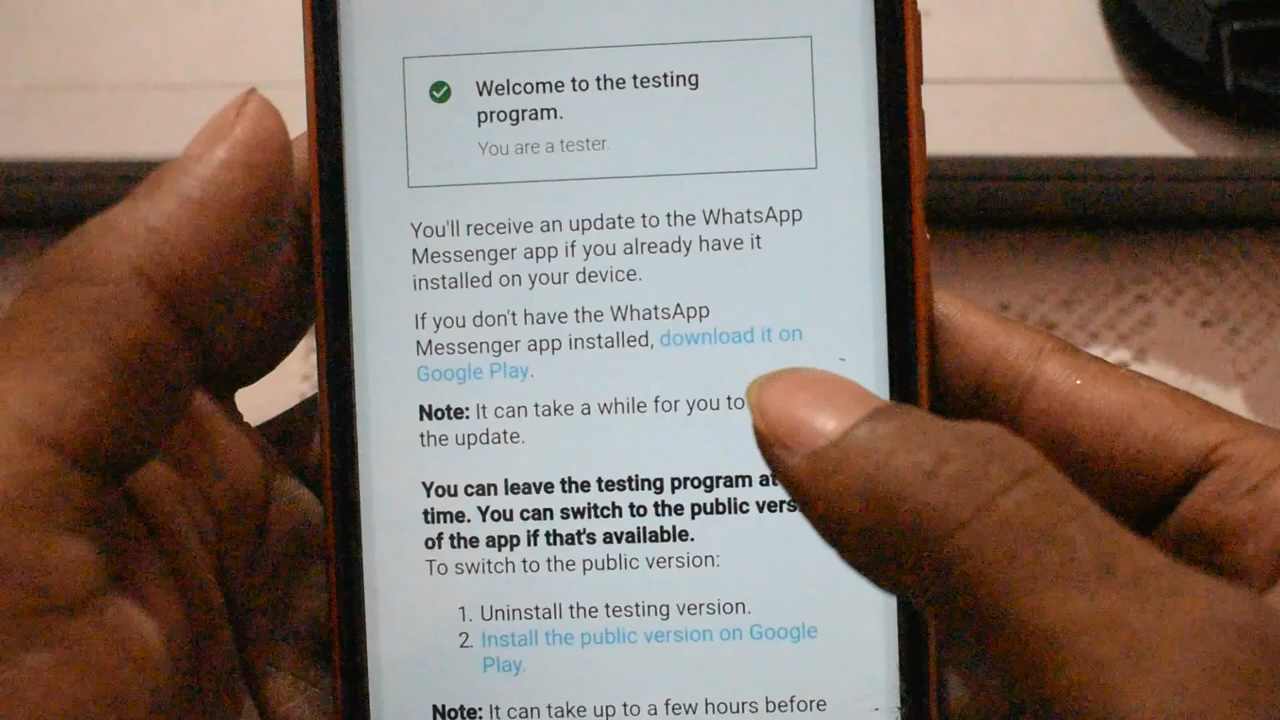 Welcome to the testing
program.
You are a tester.
You'll receive an update to the WhatsApp
Messenger app if you already have it
installed on your device.
If you don't have the WhatsApp
Messenger app installed, download it on
Google Play.
Note: It can take a while for you to
the update.
You can leave the testing program at
time. You can switch to the public
of the app if that's available.
To switch to the public version:
1. Uninstall the testing version.
2. Install the public version on Google
Play.
Note: It can take up to a few hours before